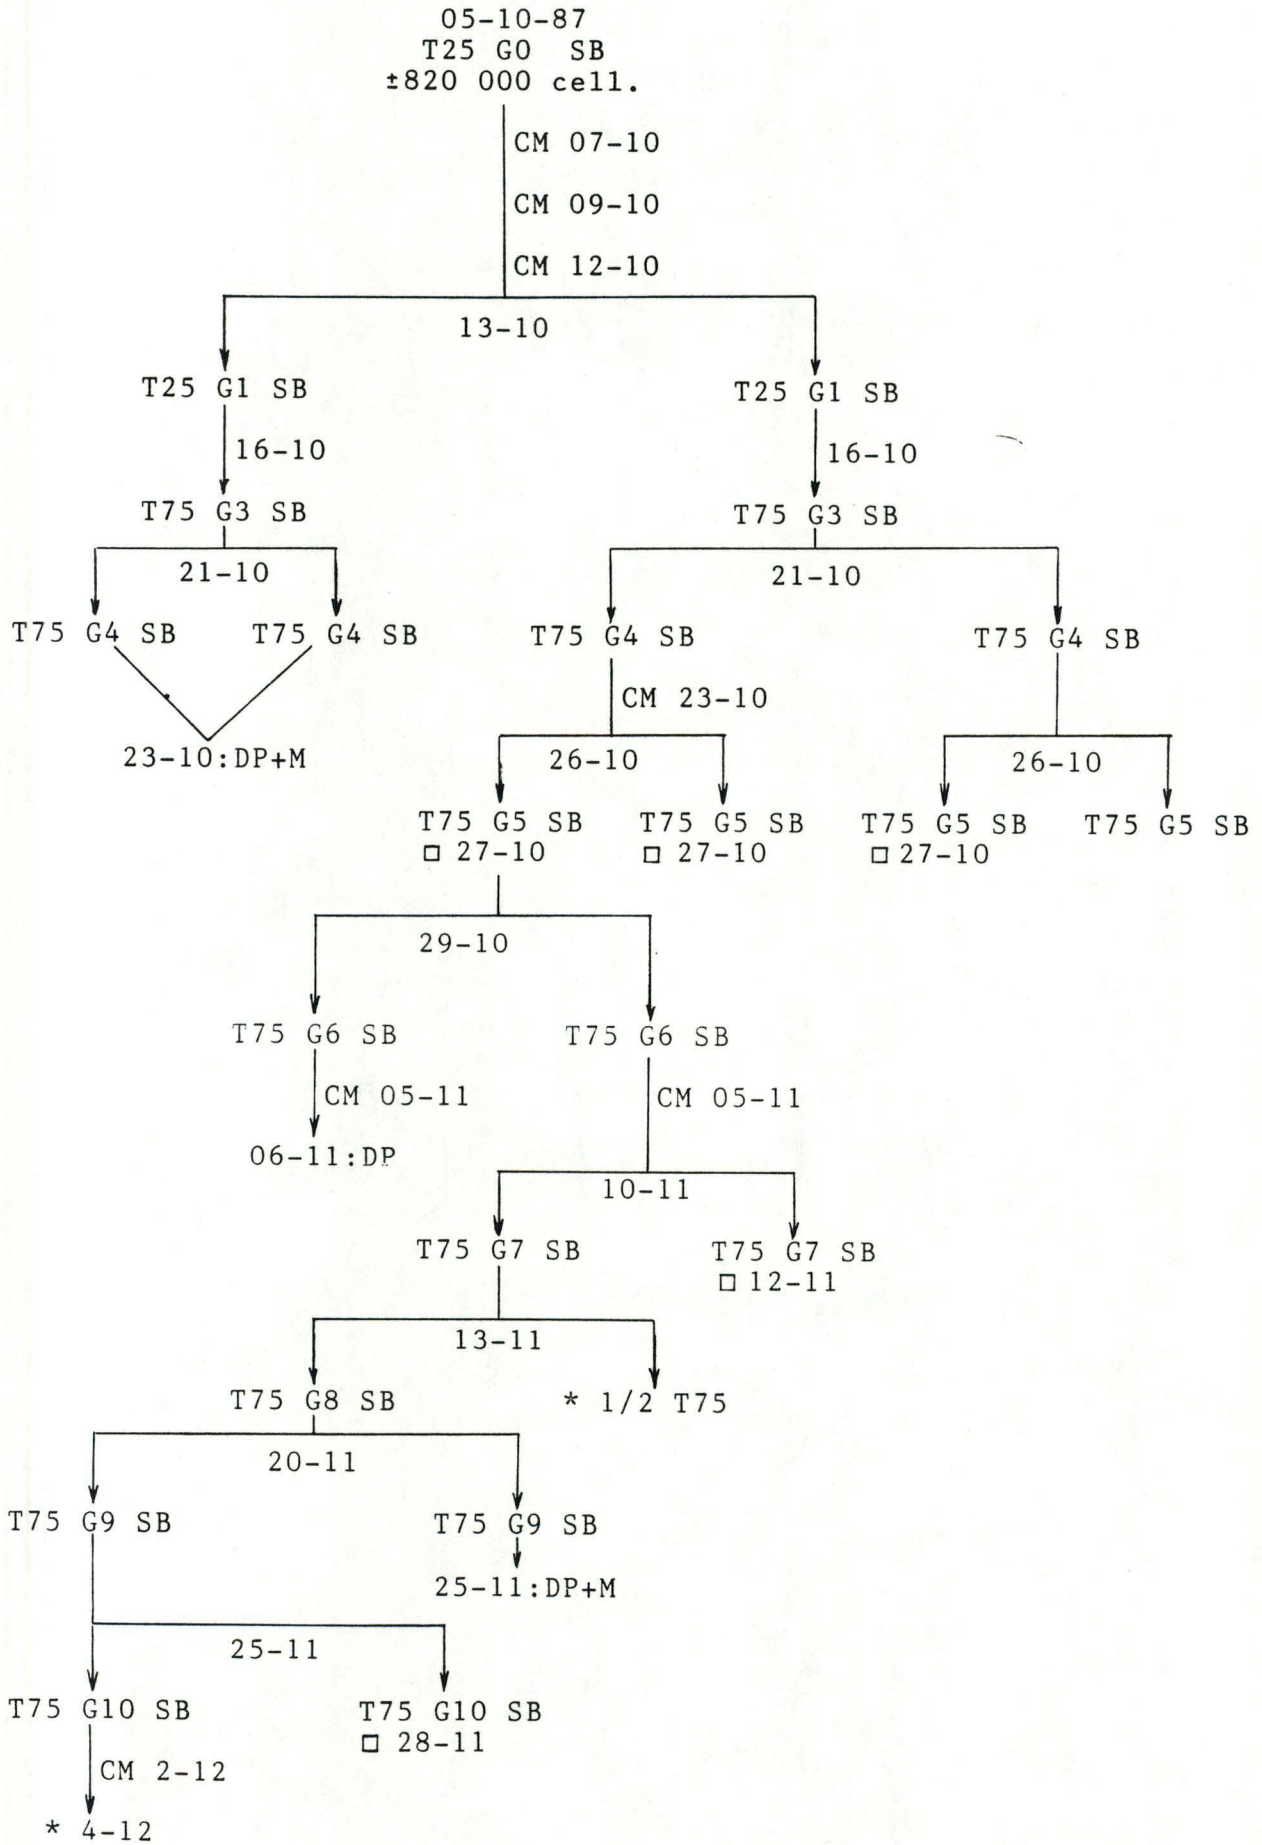 05-10-87
T25 G0 SB
±820 000 cell.
CM 07-10
CM 09-10
CM 12-10
13-10
T25 G1 SB
T25 G1 SB
16-10
16-10
T75 G3 SB
T75 G3 SB
21-10
21-10
T75 G4 SB
T75 G4 SB
T75 G4 SB
T75 G4 SB
CM 23-10
23-10:DP+M
26-10
26-10
T75 G5 SB
T75 G5 SB
T75 G5 SB
T75 G5 SB
□ 27-10
□ 27-10
□ 27-10
29-10
T75 G6 SB
T75 G6 SB
CM 05-11
CM 05-11
06-11:DP
10-11
T75 G7 SB
T75 G7 SB
□ 12-11
13-11
T75 G8 SB
* 1/2 T75
20-11
T75 G9 SB
T75 G9 SB
25-11:DP+M
25-11
T75 G10 SB
T75 G10 SB
□ 28-11
CM 2-12
* 4-12